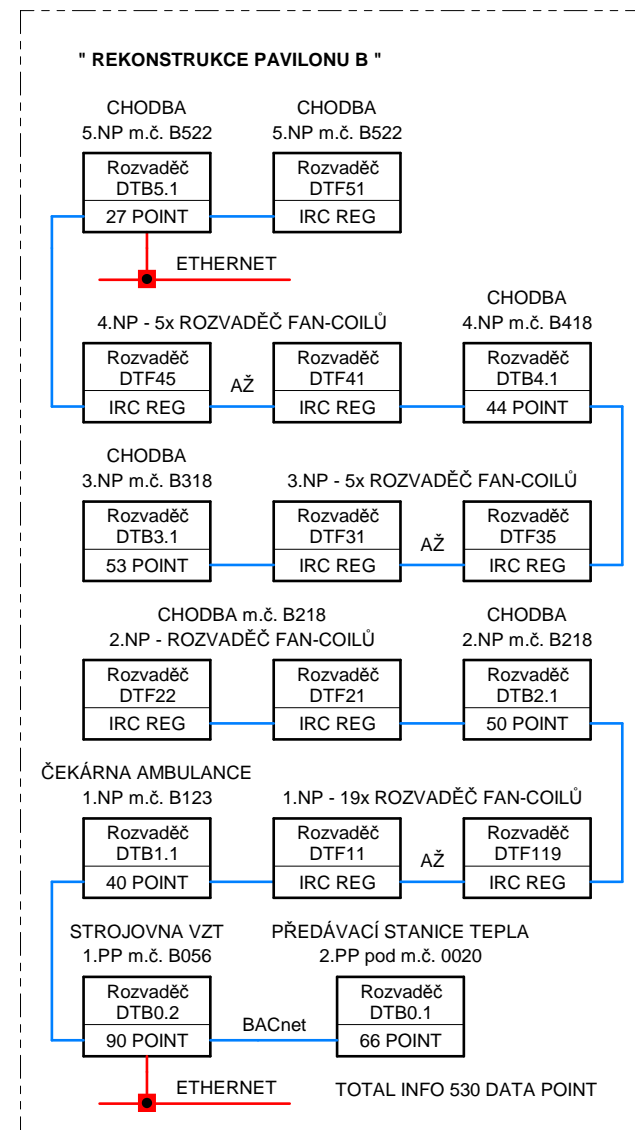 " REKONSTRUKCE PAVILONU B "
CHODBA
5.NP m.č. B522
Rozvaděč
DTB5.1
27 POINT
CHODBA
5.NP m.č. B522
Rozvaděč
DTF51
IRC REG
ETHERNET
4.NP - 5x ROZVADĚČ FAN-COILŮ
Rozvaděč
DTF45
IRC REG
AŽ
Rozvaděč
DTF41
IRC REG
CHODBA
4.NP m.č. B418
Rozvaděč
DTB4.1
44 POINT
CHODBA
3.NP m.č. B318
Rozvaděč
DTB3.1
53 POINT
3.NP - 5x ROZVADĚČ FAN-COILŮ
Rozvaděč
DTF31
IRC REG
AŽ
Rozvaděč
DTF35
IRC REG
CHODBA m.č. B218
2.NP - ROZVADĚČ FAN-COILŮ
Rozvaděč
DTF22
IRC REG
Rozvaděč
DTF21
IRC REG
CHODBA
2.NP m.č. B218
Rozvaděč
DTB2.1
50 POINT
ČEKÁRNA AMBULANCE
1.NP m.č. B123
Rozvaděč
DTB1.1
40 POINT
1.NP - 19x ROZVADĚČ FAN-COILŮ
Rozvaděč
DTF11
IRC REG
AŽ
Rozvaděč
DTF119
IRC REG
STROJOVNA VZT
1.PP m.č. B056
Rozvaděč
DTB0.2
90 POINT
BACnet
PŘEDÁVACÍ STANICE TEPLA
2.PP pod m.č. 0020
Rozvaděč
DTB0.1
66 POINT
ETHERNET
TOTAL INFO 530 DATA POINT